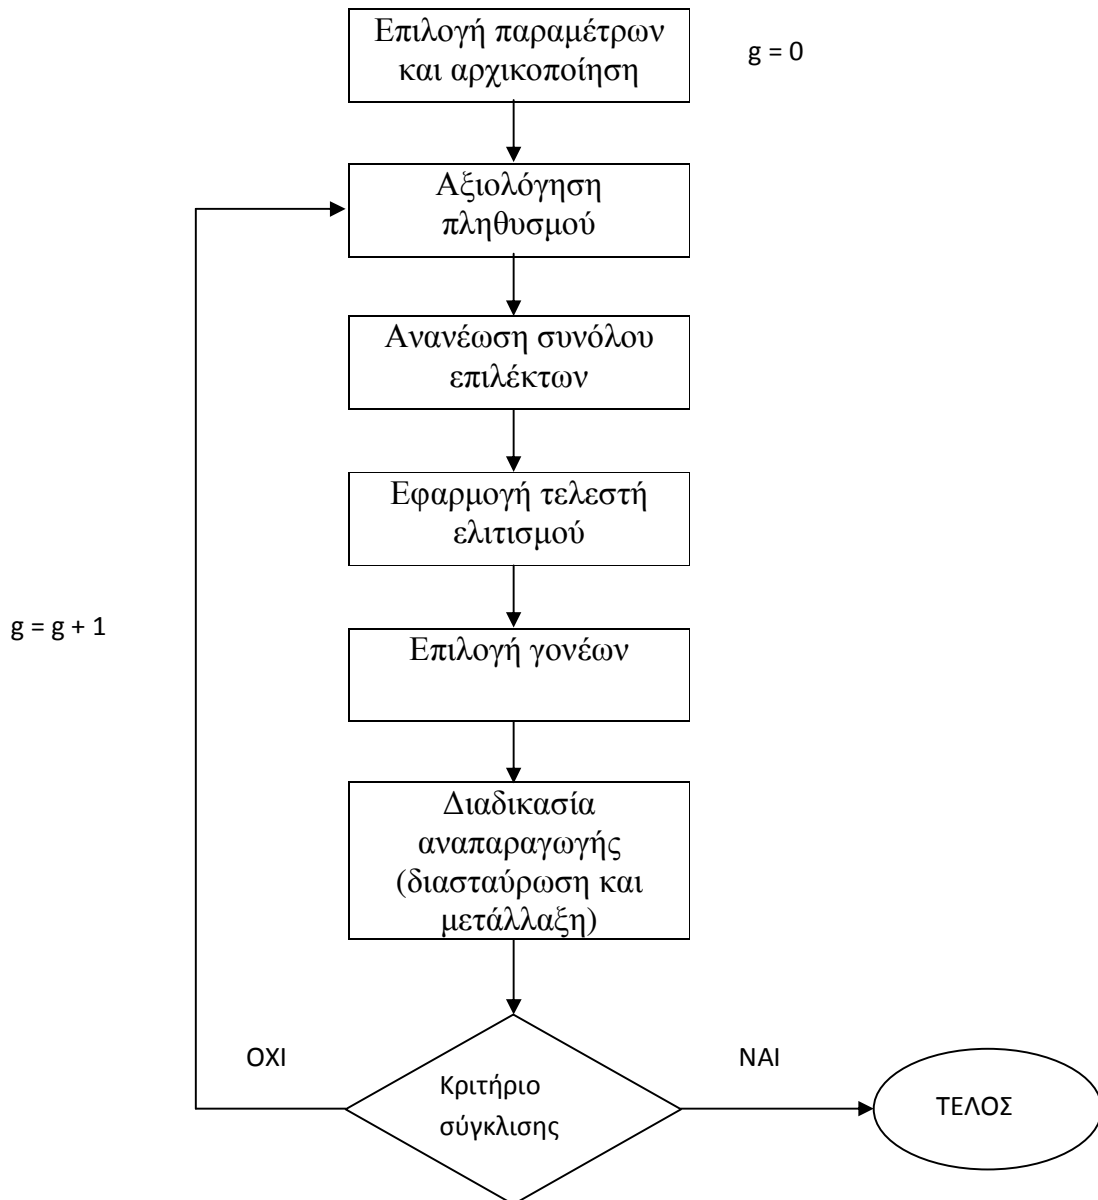 Επιλογή παραμέτρων
και αρχικοποίηση
g = 0
Αξιολόγηση
πληθυσμού
Ανανέωση συνόλου
επιλέκτων
Εφαρμογή τελεστή
ελιτισμού
g = g + 1
Επιλογή γονέων
Διαδικασία
αναπαραγωγής
(διασταύρωση και
μετάλλαξη)
ΟΧΙ
ΝΑΙ
Κριτήριο
σύγκλισης
ΤΕΛΟΣ